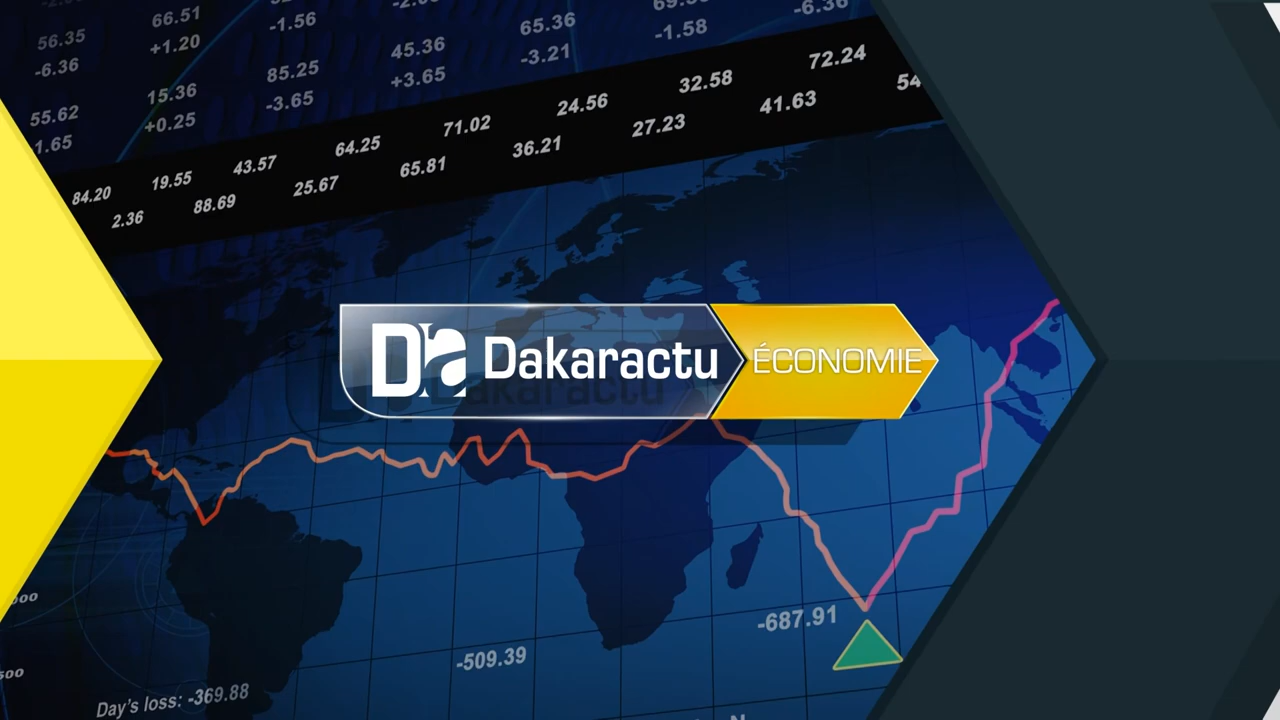 66.51 65.36 -6.36
56.35 +1.20 -1.56 45.36 -3.21 -1.58
-6.36 15.36 85.25 +3.65 72.24
55.62 +0.25 -3.65 24.56 32.58 54
1.65 71.02 41.63
64.25 27.23
43.57 36.21
19.55 65.81
84.20 25.67
2.36 88.69
Da Dakaractu ÉCONOMIE
-687.91
-509.39
Day's loss: -369.88